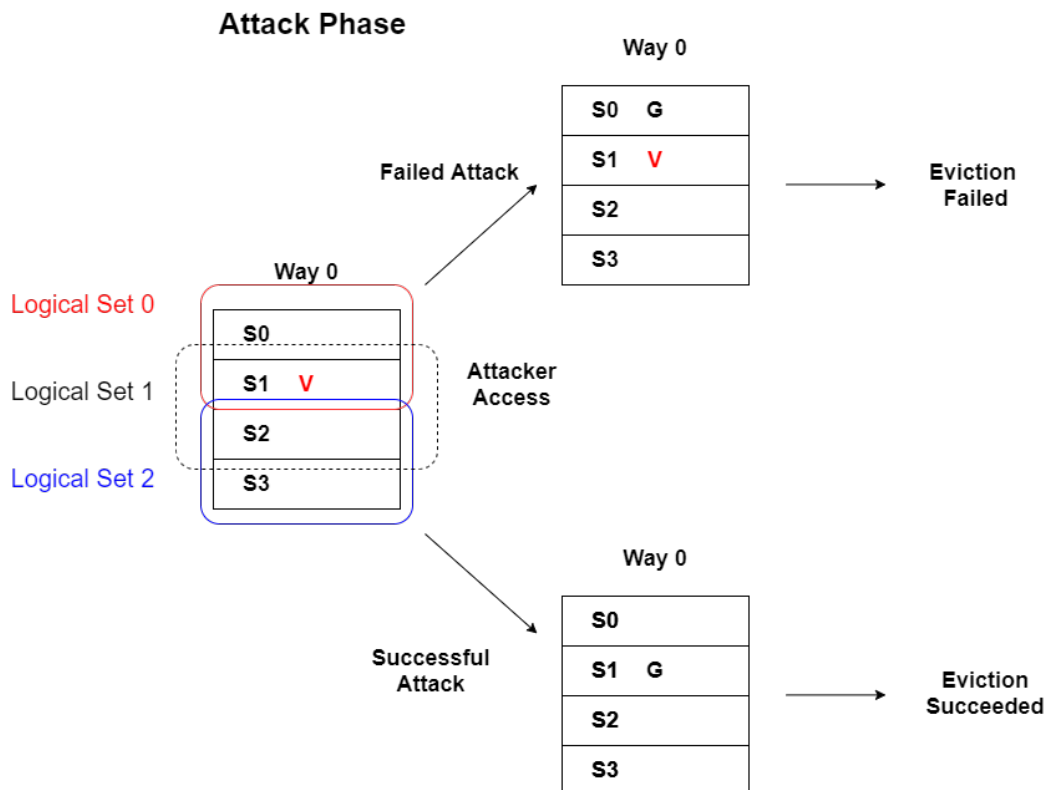 Attack Phase
Way 0
S0 G
S1 V
S2
S3
Failed Attack
Eviction
Failed
Way 0
Logical Set 0
Logical Set 1
Logical Set 2
S0
S1 V
S2
S3
Attacker
Access
Successful
Attack
Way 0
S0
S1 G
S2
S3
Eviction
Succeeded